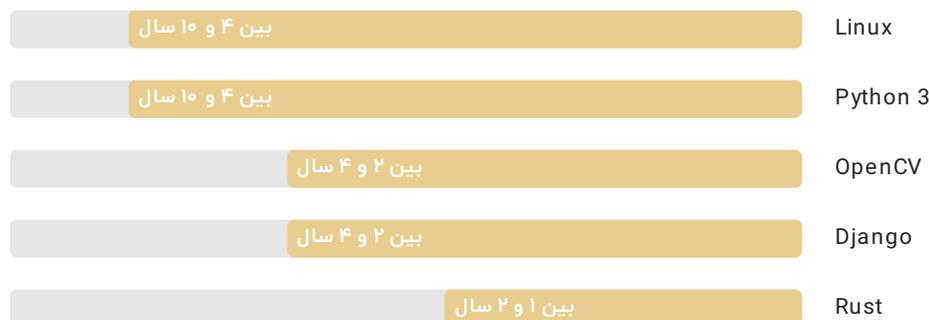 Linux بین ۴ و ۱۰ سال
Python 3 بین ۴ و ۱۰ سال
OpenCV بین ۲ و ۴ سال
Django بین ۲ و ۴ سال
Rust بین ۱ و ۲ سال